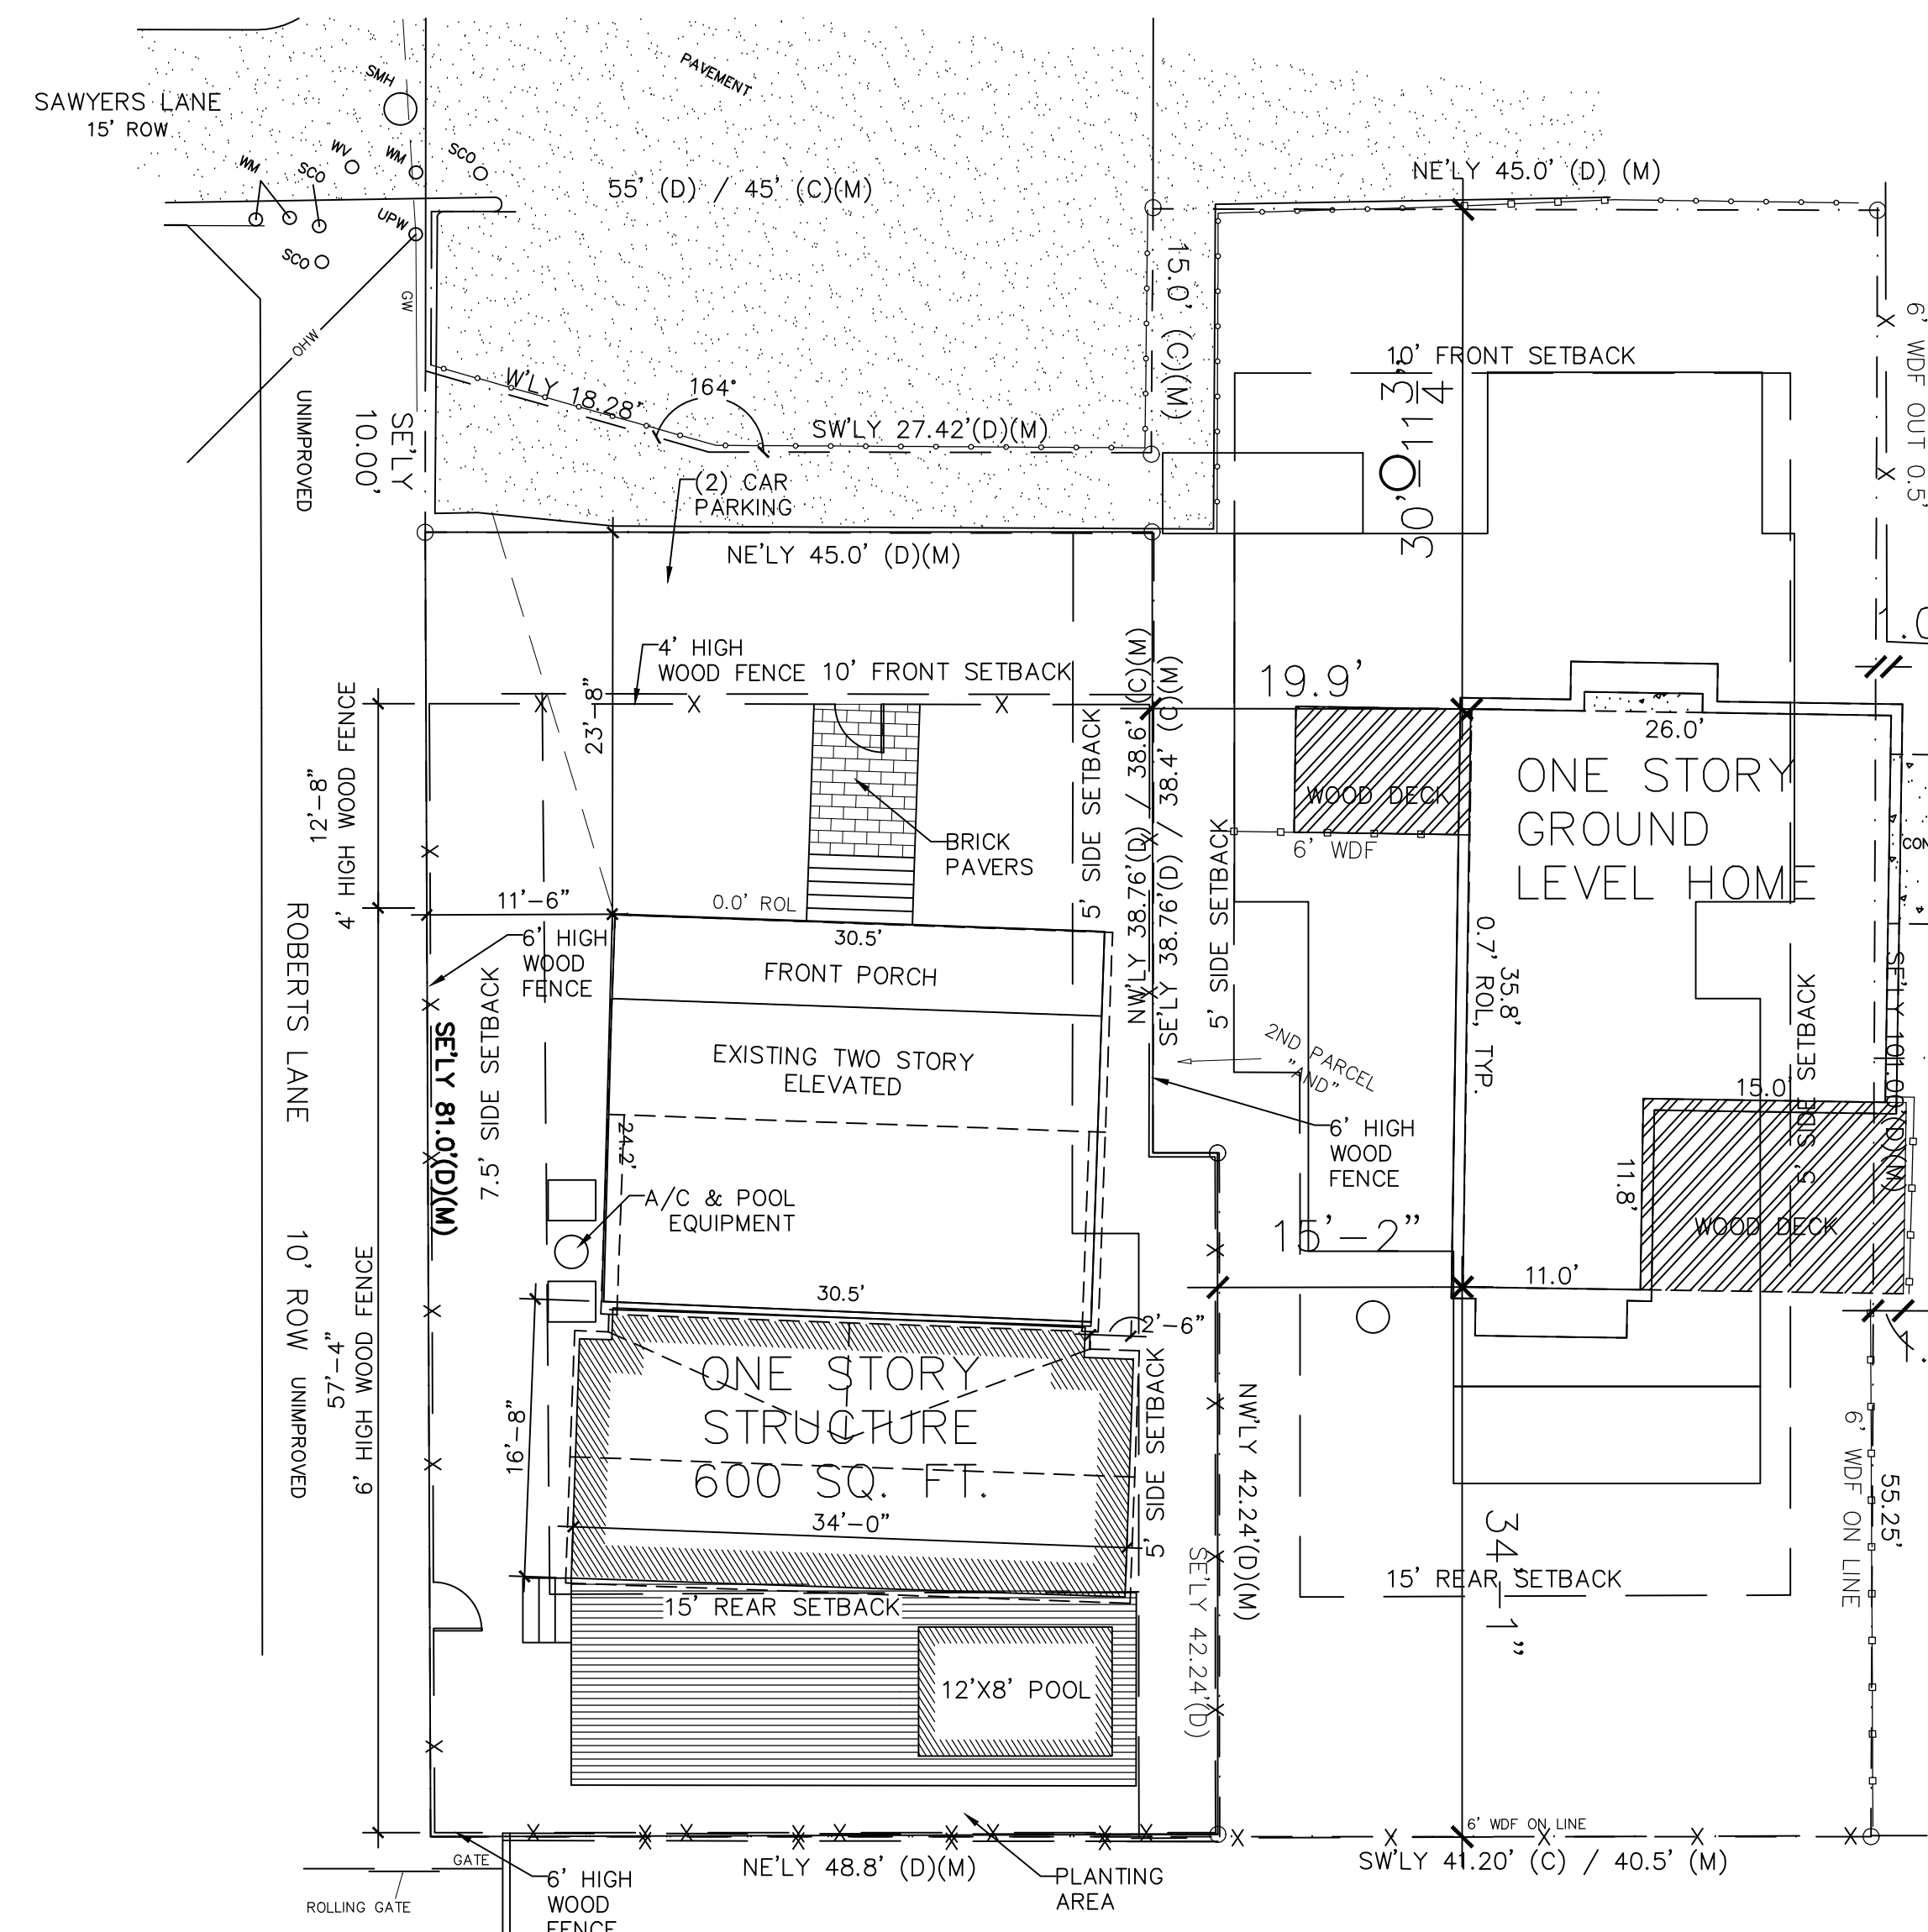 SAWYERS LANE
15' ROW
SMH
PAVEMENT
WM
SCO
WV
WM
SCO
UPW
SCO
GW
OHW
55' (D) / 45' (C)(M)
NE'LY 45.0' (D) (M)
15.0' (C)(M)
W'LY 18.28'
164°
SW'LY 27.42'(D)(M)
UNIMPROVED
SE'LY
10.00'
(2) CAR
PARKING
NE'LY 45.0' (D)(M)
10' FRONT SETBACK
30'-11 3/4"
6' WDF OUT 0.5'
4' HIGH
WOOD FENCE
10' FRONT SETBACK
23'-8"
12'-8"
4' HIGH WOOD FENCE
BRICK
PAVERS
11'-6"
0.0' ROL
30.5'
FRONT PORCH
6' HIGH
WOOD
FENCE
EXISTING TWO STORY
ELEVATED
24.2'
A/C & POOL
EQUIPMENT
30.5'
ROBERTS LANE
10' ROW
UNIMPROVED
SE'LY 81.0'(D)(M)
7.5' SIDE SETBACK
57'-4"
6' HIGH WOOD FENCE
5' SIDE SETBACK
NW'LY 38.76'(D) / 38.6' (C)(M)
SE'LY 38.76'(D) / 38.4' (C)(M)
5' SIDE SETBACK
19.9'
WOOD DECK
6' WDF
26.0'
ONE STORY
GROUND
LEVEL HOME
CON
35.8'
0.7' ROL, TYP.
2ND PARCEL
"AND"
6' HIGH
WOOD
FENCE
15'-2"
15.0'
11.8'
WOOD DECK
11.0'
5' SIDE SETBACK
SE'LY 101.00'(D)(M)
2'-6"
ONE STORY
STRUCTURE
600 SQ. FT.
16'-8"
34'-0"
5' SIDE SETBACK
NW'LY 42.24'(D)(M)
SE'LY 42.24'(D)
15' REAR SETBACK
12'X8' POOL
34'-1"
15' REAR SETBACK
55.25'
6' WDF ON LINE
6' WDF ON LINE
SW'LY 41.20' (C) / 40.5' (M)
NE'LY 48.8' (D)(M)
PLANTING
AREA
GATE
ROLLING GATE
6' HIGH
WOOD
FENCE